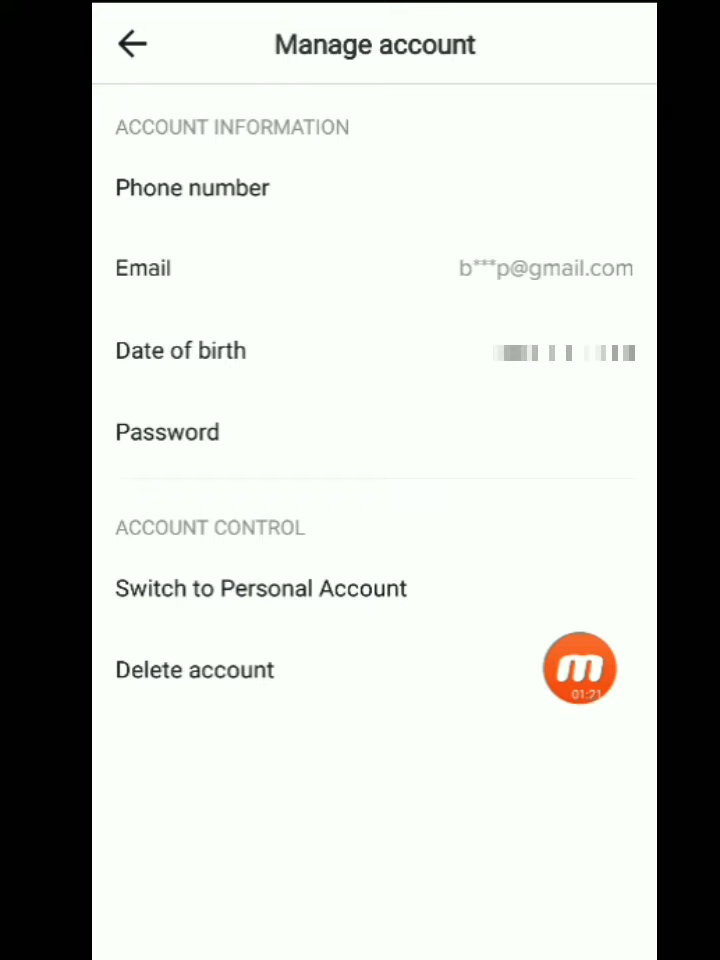 Manage account
ACCOUNT INFORMATION
Phone number
Email b***p@gmail.com
Date of birth
Password
ACCOUNT CONTROL
Switch to Personal Account
Delete account
m
01:21